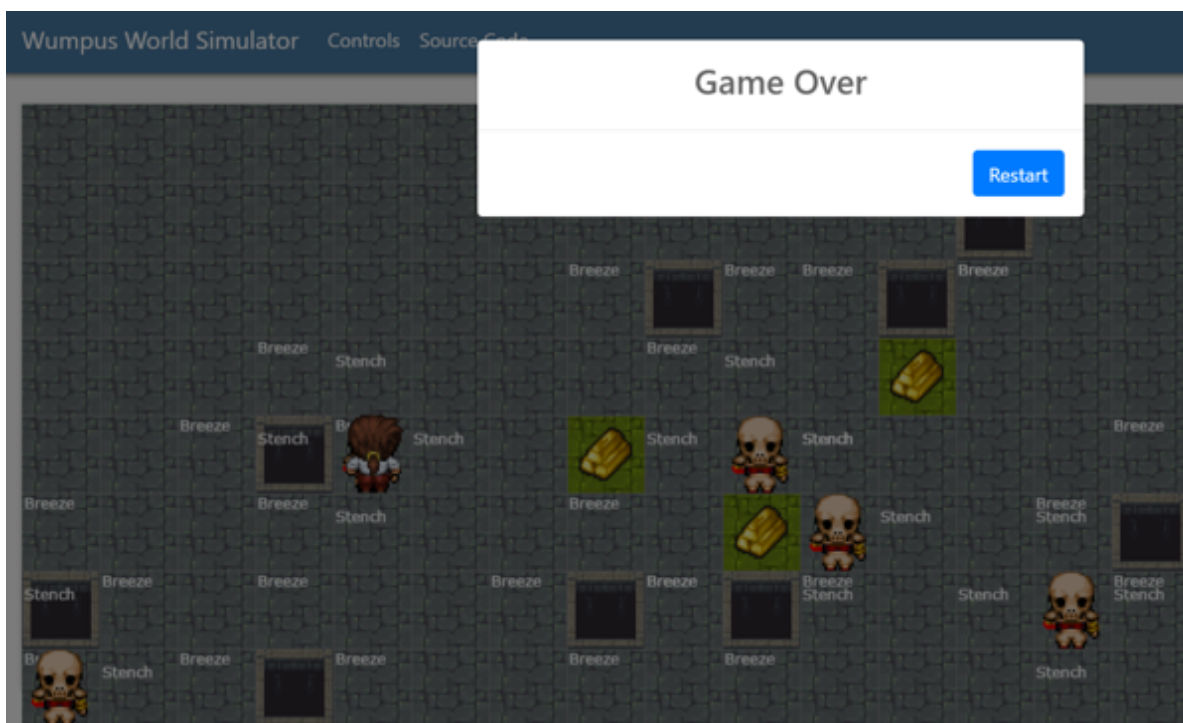 Wumpus World Simulator Controls Source Code
Game Over
Restart
Breeze Breeze Breeze Breeze
Breeze Breeze
Stench Stench
Breeze Breeze
Stench Stench Stench Stench
Breeze Breeze Breeze Breeze
Stench Stench Stench
Breeze Breeze Breeze Breeze Breeze Breeze
Stench Stench Stench Stench
Breeze Breeze Breeze Breeze
Stench Stench